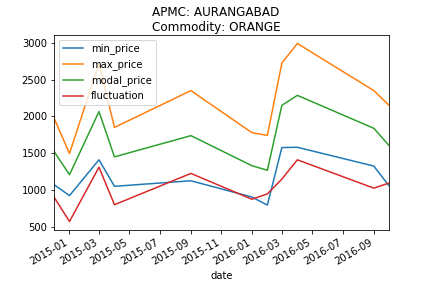 APMC: AURANGABAD
Commodity: ORANGE
3000
2500
2000
1500
1000
500
min_price
max_price
modal_price
fluctuation
2015-01
2015-03
2015-05
2015-07
2015-09
2015-11
2016-01
2016-03
2016-05
2016-07
2016-09
date